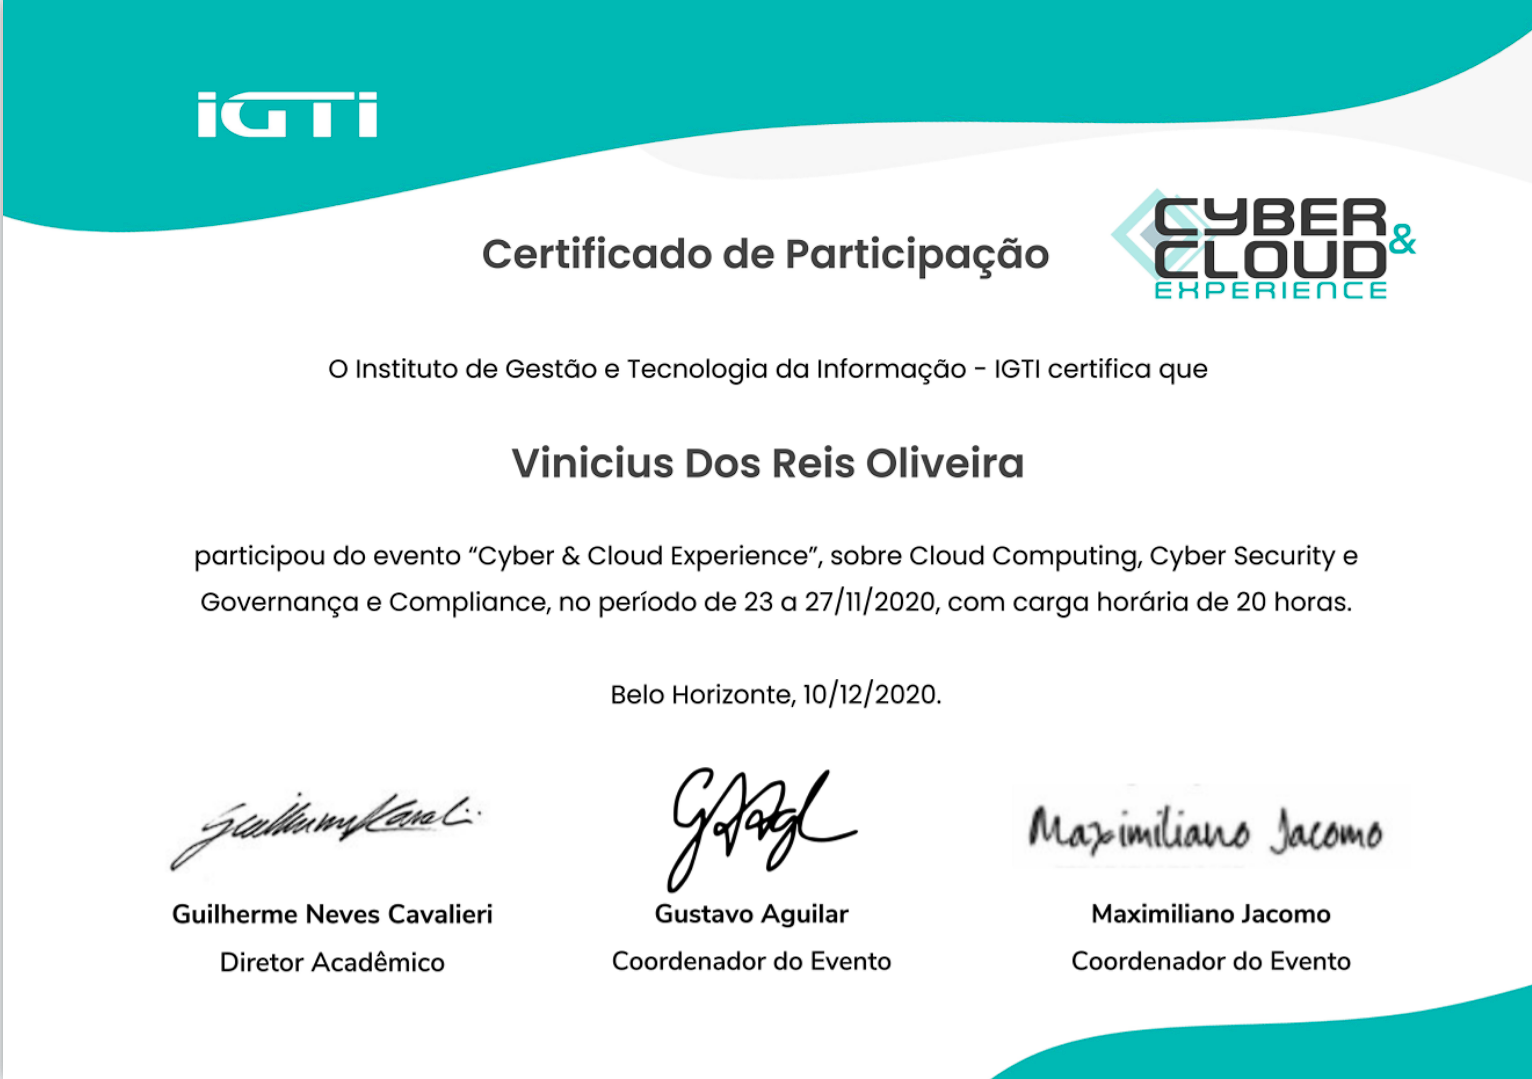 iGTi
CYBER &
CLOUD
EXPERIENCE
Certificado de Participação
O Instituto de Gestão e Tecnologia da Informação - IGTI certifica que
Vinicius Dos Reis Oliveira
participou do evento “Cyber & Cloud Experience”, sobre Cloud Computing, Cyber Security e
Governança e Compliance, no período de 23 a 27/11/2020, com carga horária de 20 horas.
Belo Horizonte, 10/12/2020.
Maximiliano Jacomo
Guilherme Neves Cavalieri
Gustavo Aguilar
Maximiliano Jacomo
Diretor Acadêmico
Coordenador do Evento
Coordenador do Evento